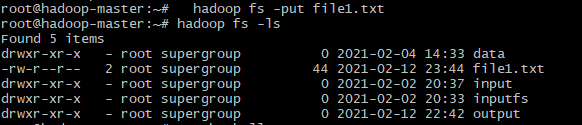 root@hadoop-master:~#   hadoop fs -put file1.txt
root@hadoop-master:~# hadoop fs -ls
Found 5 items
drwxr-xr-x   - root supergroup          0 2021-02-04 14:33 data
-rw-r--r--   2 root supergroup         44 2021-02-12 23:44 file1.txt
drwxr-xr-x   - root supergroup          0 2021-02-02 20:37 input
drwxr-xr-x   - root supergroup          0 2021-02-02 20:33 inputfs
drwxr-xr-x   - root supergroup          0 2021-02-12 22:42 output